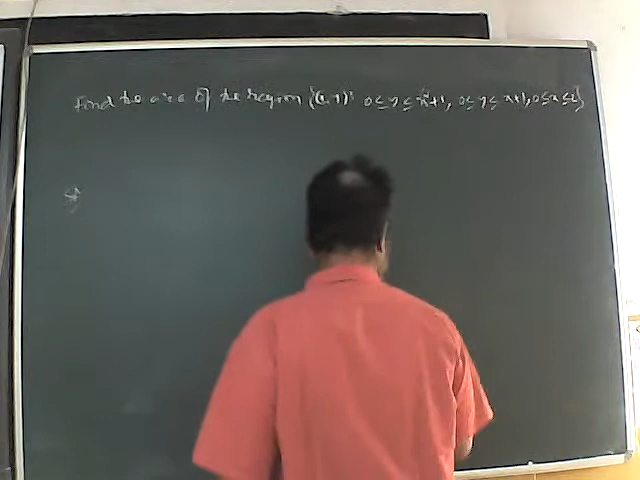 Find the area of the region {(x, y): 0 ≤ y ≤ x²+1, 0 ≤ y ≤ x+1, 0 ≤ x ≤ 2}